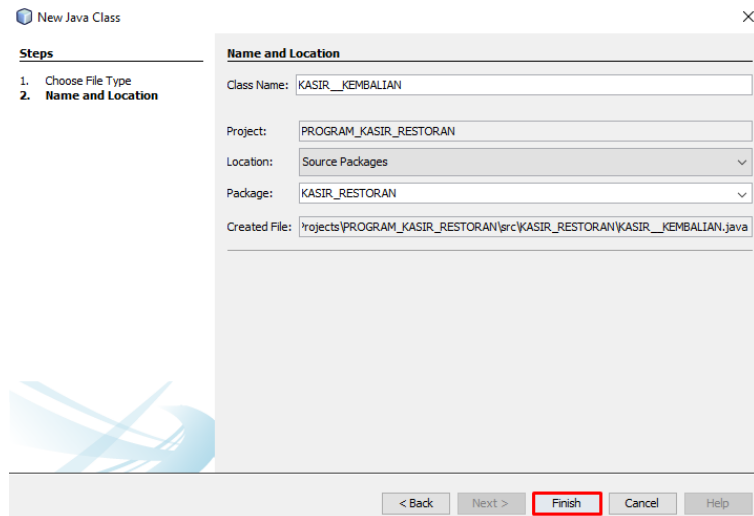 New Java Class
Steps
1. Choose File Type
2. Name and Location
Name and Location
Class Name: KASIR__KEMBALIAN
Project: PROGRAM_KASIR_RESTORAN
Location: Source Packages
Package: KASIR_RESTORAN
Created File: 'rojects\PROGRAM_KASIR_RESTORAN\src\KASIR_RESTORAN\KASIR__KEMBALIAN.java
< Back Next > Finish Cancel Help